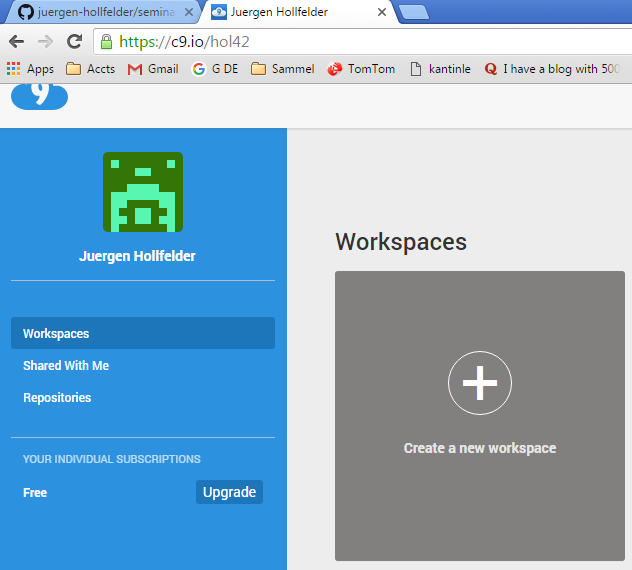 juergen-hollfelder/semina
Juergen Hollfelder
https://c9.io/hol42
Apps Accts Gmail G DE Sammel TomTom kantinle I have a blog with 500
9
Juergen Hollfelder
Workspaces
Workspaces
Shared With Me
Repositories
Create a new workspace
YOUR INDIVIDUAL SUBSCRIPTIONS
Free Upgrade